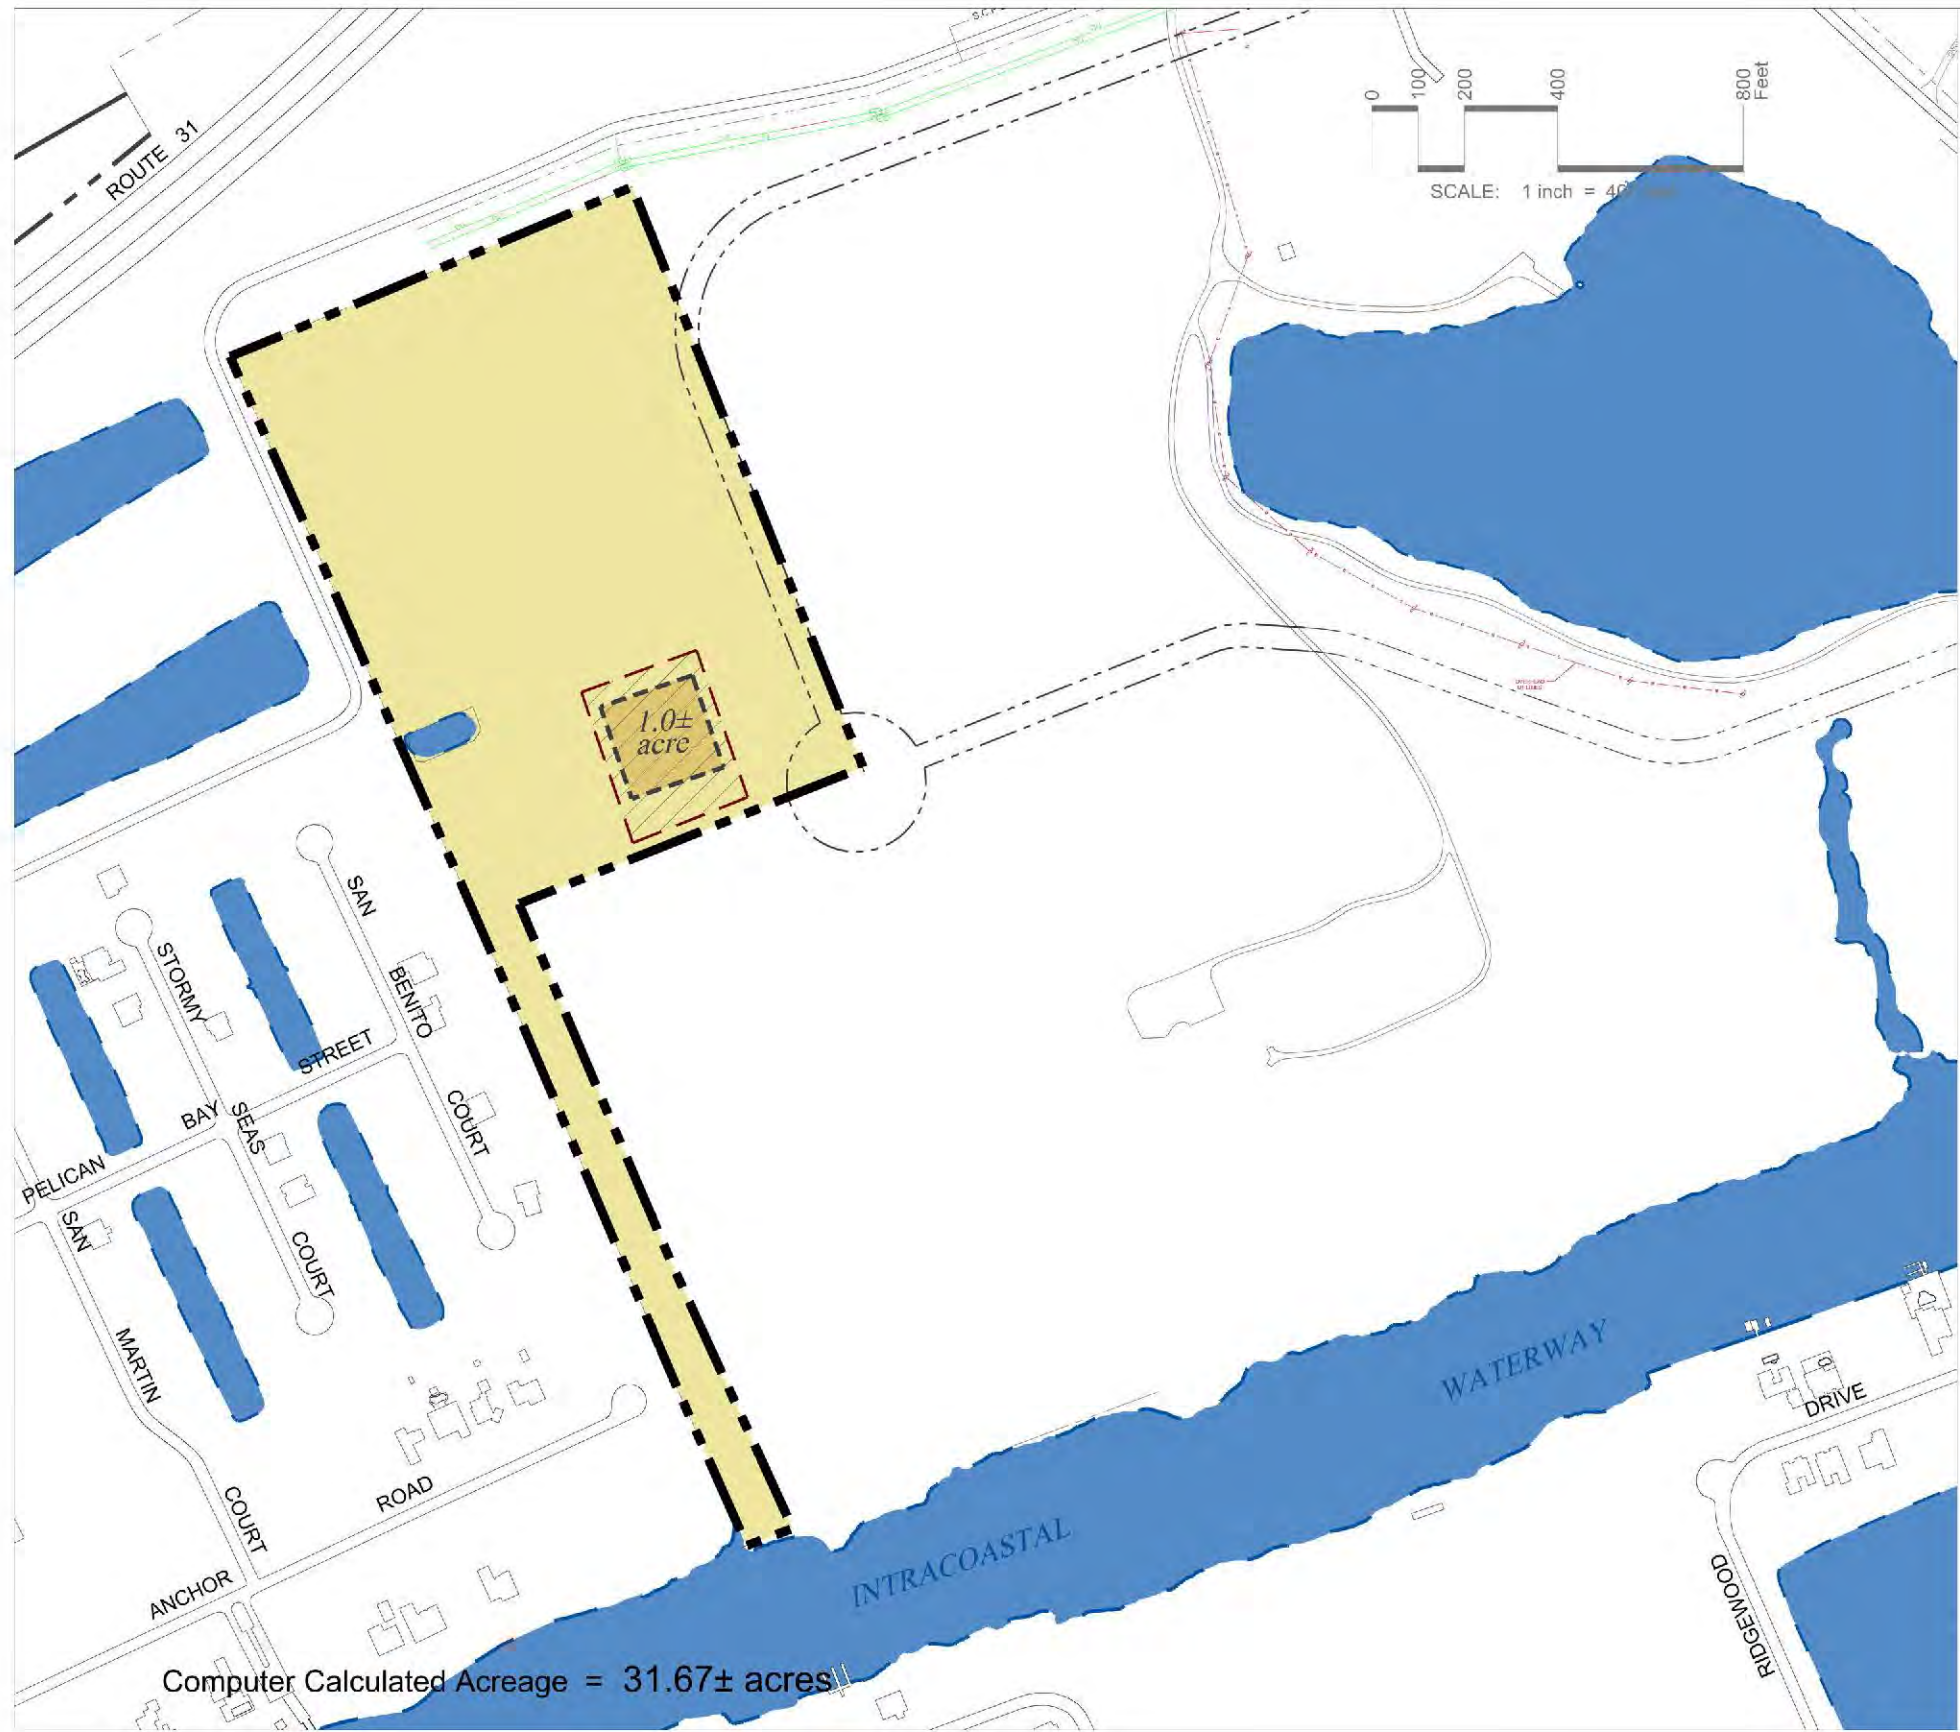 S.C.P.
ROUTE 31
0
100
200
400
800
Feet
SCALE: 1 inch = 40
1.0±
acre
SAN
BENITO
COURT
STORMY
SEAS
COURT
PELICAN
BAY
STREET
SAN
MARTIN
COURT
ANCHOR
ROAD
INTRACOASTAL
WATERWAY
RIDGEWOOD
DRIVE
Computer Calculated Acreage = 31.67± acres